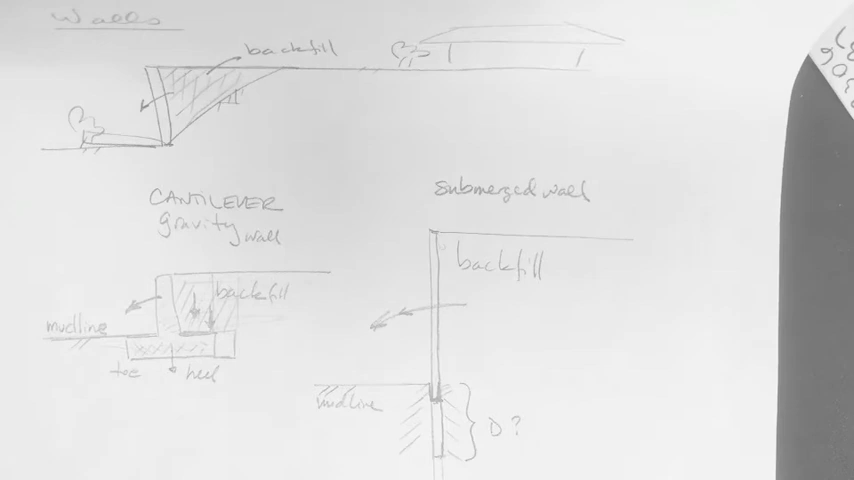 Walls
backfill
CANTILEVER
gravity wall
submerged wall
backfill
backfill
mudline
toe
heel
mudline
D ?